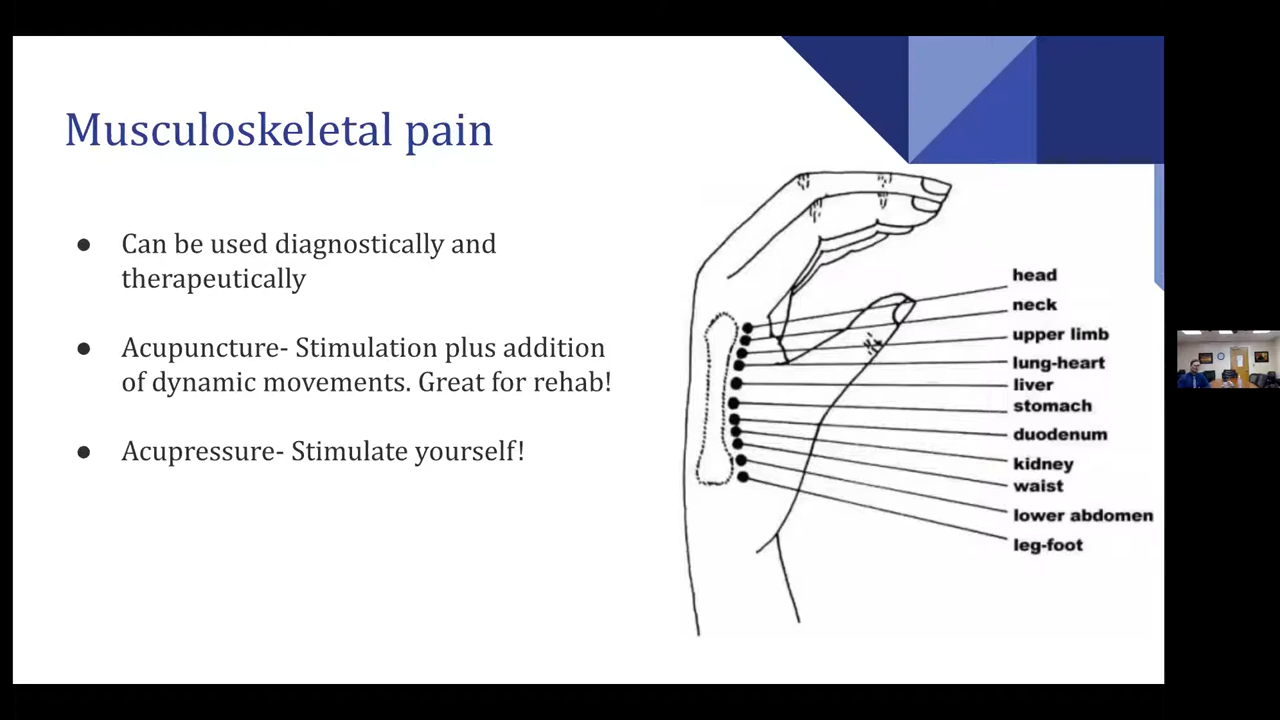 Musculoskeletal pain
● Can be used diagnostically and
therapeutically
● Acupuncture- Stimulation plus addition
of dynamic movements. Great for rehab!
● Acupressure- Stimulate yourself!
head
neck
upper limb
lung-heart
liver
stomach
duodenum
kidney
waist
lower abdomen
leg-foot